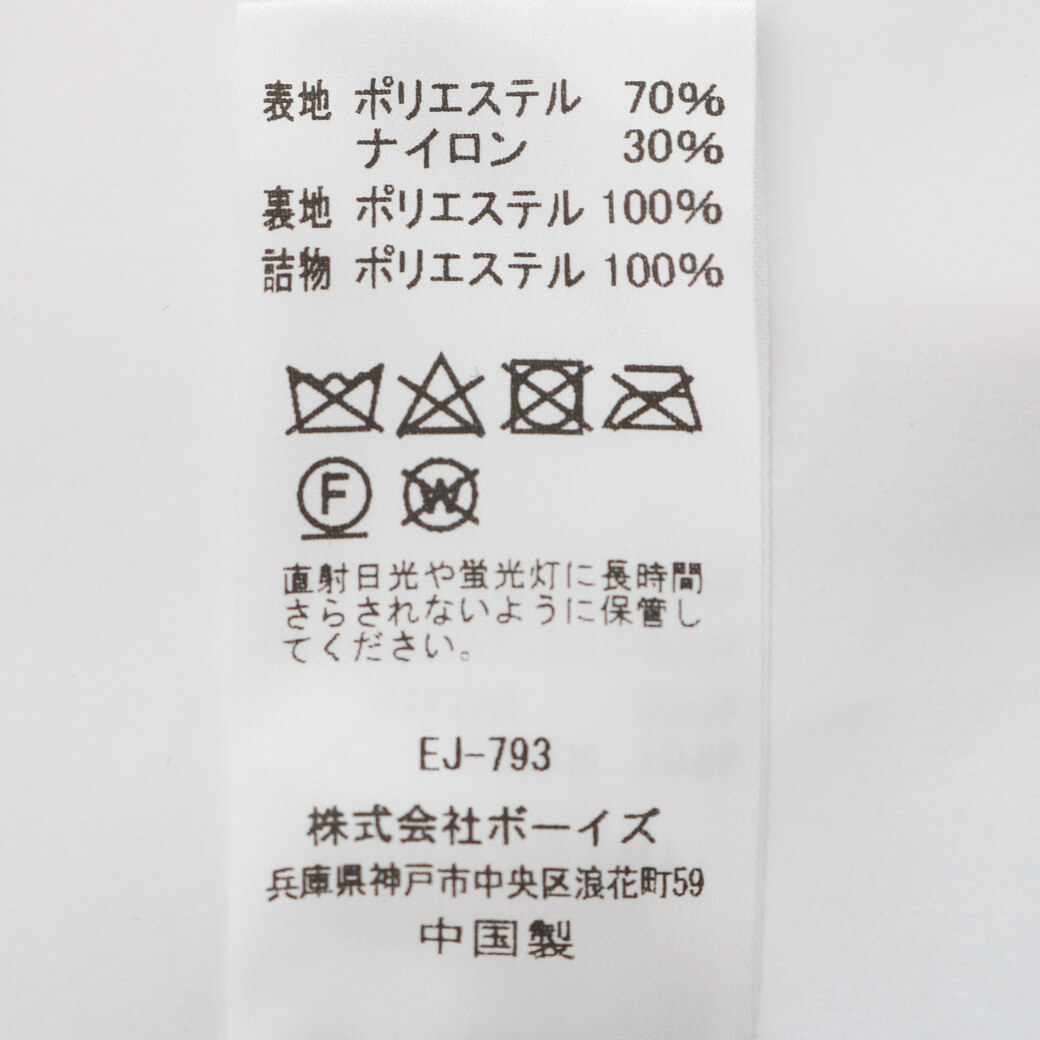 表地 ポリエステル 70%
ナイロン 30%
裏地 ポリエステル 100%
詰物 ポリエステル 100%
F W
直射日光や蛍光灯に長時間
さらされないように保管し
てください。
EJ-793
株式会社ボーイズ
兵庫県神戸市中央区浪花町59
中国製